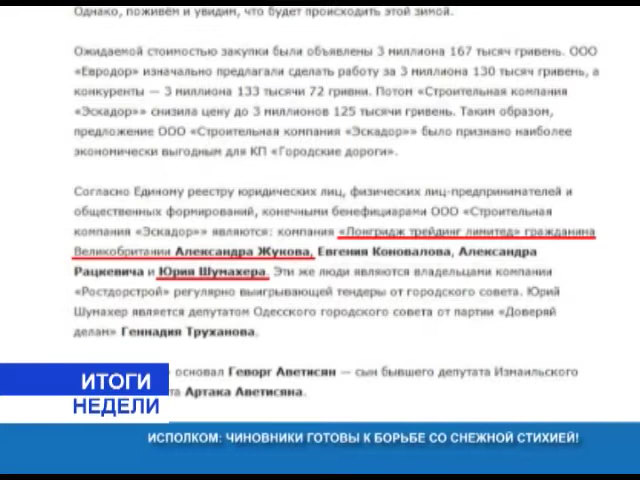 Однако, поживём и увидим, что будет происходить этой зимой.
Ожидаемой стоимостью закупки были объявлены 3 миллиона 167 тысяч гривень. ООО
«Евродор» изначально предлагали сделать работу за 3 миллиона 130 тысяч гривень, а
конкуренты — 3 миллиона 133 тысячи 72 гривни. Потом «Строительная компания
«Эскадор»» снизила цену до 3 миллионов 125 тысячи гривень. Таким образом,
предложение ООО «Строительная компания «Эскадор»» было признано наиболее
экономически выгодным для КП «Городские дороги».
Согласно Единому реестру юридических лиц, физических лиц-предпринимателей и
общественных формирований, конечными бенефициарами ООО «Строительная
компания «Эскадор»» являются: компания «Лонгридж трейдинг лимитед» гражданина
Великобритании Александра Жукова, Евгения Коновалова, Александра
Рацкевича и Юрия Шумахера. Эти же люди являются владельцами компании
«Ростдорстрой» регулярно выигрывающей тендеры от городского совета. Юрий
Шумахер является депутатом Одесского городского совета от партии «Доверяй
делам» Геннадия Труханова.
основал Геворг Аветисян — сын бывшего депутата Измаильского
та Артака Аветисяна.
ИТОГИ
НЕДЕЛИ
ИСПОЛКОМ: ЧИНОВНИКИ ГОТОВЫ К БОРЬБЕ СО СНЕЖНОЙ СТИХИЕЙ!